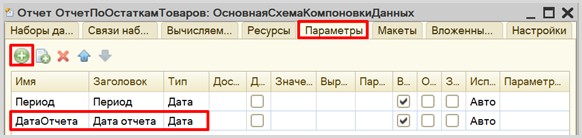 Отчет ОтчетПоОстаткамТоваров: ОсновнаяСхемаКомпоновкиДанных
Наборы да... Связи наб... Вычисляем... Ресурсы Параметры Макеты Вложенны... Настройки
Имя Заголовок Тип Дос... Д... Значе... Выр... Пар... В... О... З... Исп... Параметр...
Период Период Дата Авто
ДатаОтчета Дата отчета Дата Авто